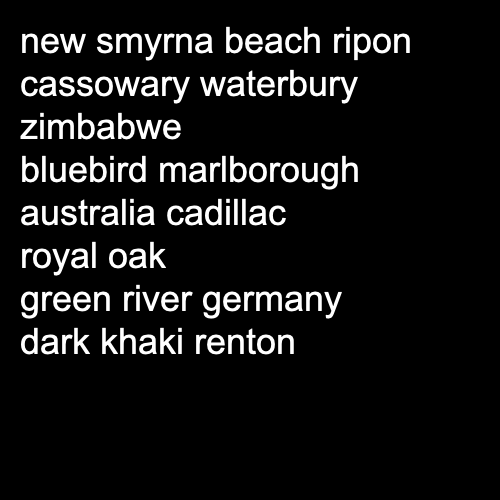 new smyrna beach ripon
cassowary waterbury
zimbabwe
bluebird marlborough
australia cadillac
royal oak
green river germany
dark khaki renton